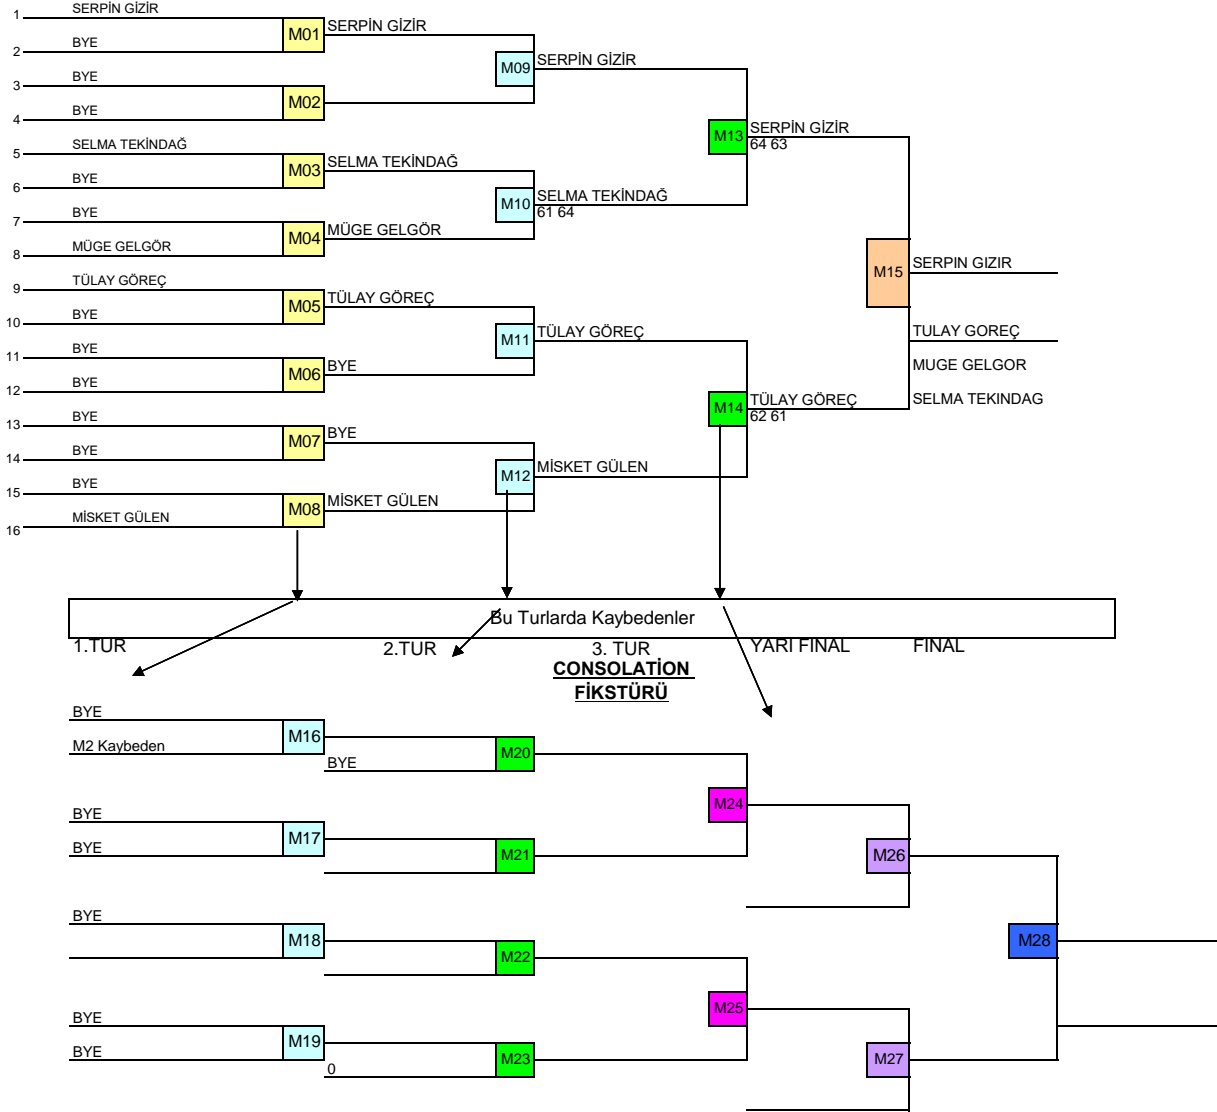 1 SERPİN GİZİR
M01 SERPİN GİZİR
2 BYE
M09 SERPİN GİZİR
3 BYE
M02
4 BYE
M13 SERPİN GİZİR
64 63
5 SELMA TEKİNDAĞ
M03 SELMA TEKİNDAĞ
6 BYE
M10 SELMA TEKİNDAĞ
61 64
7 BYE
M04 MÜGE GELGÖR
8 MÜGE GELGÖR
M15 SERPIN GIZIR
9 TÜLAY GÖREÇ
M05 TÜLAY GÖREÇ
10 BYE
M11 TÜLAY GÖREÇ
TULAY GOREÇ
11 BYE
M06 BYE
MUGE GELGOR
12 BYE
M14 TÜLAY GÖREÇ
62 61
SELMA TEKINDAG
13 BYE
M07 BYE
14 BYE
M12 MİSKET GÜLEN
15 BYE
M08 MİSKET GÜLEN
16 MİSKET GÜLEN
Bu Turlarda Kaybedenler
1.TUR 2.TUR 3. TUR YARI FINAL FINAL
CONSOLATİON
FİKSTÜRÜ
BYE
M16
M2 Kaybeden
M20
BYE
M24
BYE
M17
BYE
M21
M26
BYE
M18
M28
M22
M25
BYE
M19
BYE
M23
M27
0